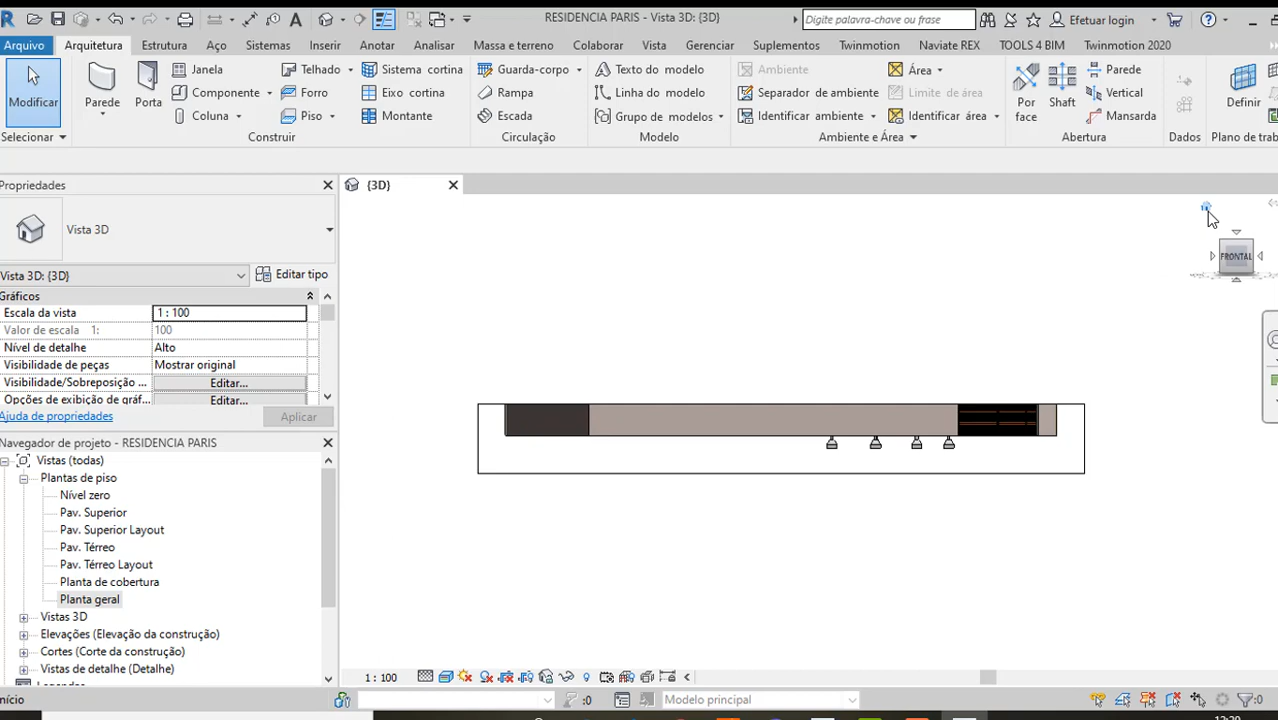 RESIDENCIA PARIS - Vista 3D: {3D}
Digite palavra-chave ou frase
Efetuar login
Arquivo Arquitetura Estrutura Aço Sistemas Inserir Anotar Analisar Massa e terreno Colaborar Vista Gerenciar Suplementos Twinmotion Naviate REX TOOLS 4 BIM Twinmotion 2020
Modificar
Parede
Porta
Janela
Componente
Coluna
Telhado
Forro
Piso
Sistema cortina
Eixo cortina
Montante
Guarda-corpo
Rampa
Escada
Texto do modelo
Linha do modelo
Grupo de modelos
Ambiente
Separador de ambiente
Identificar ambiente
Área
Limite de área
Identificar área
Por face
Shaft
Parede
Vertical
Mansarda
Definir
Selecionar Construir Circulação Modelo Ambiente e Área Abertura Dados
Propriedades
{3D}
Vista 3D
FRONTAL
Vista 3D: {3D} Editar tipo
Gráficos
Escala da vista 1 : 100
Valor de escala 1: 100
Nível de detalhe Alto
Visibilidade de peças Mostrar original
Visibilidade/Sobreposição ... Editar...
Opções de exibição de gráf... Editar...
Ajuda de propriedades Aplicar
Navegador de projeto - RESIDENCIA PARIS
Vistas (todas)
Plantas de piso
Nível zero
Pav. Superior
Pav. Superior Layout
Pav. Térreo
Pav. Térreo Layout
Planta de cobertura
Planta geral
Vistas 3D
Elevações (Elevação da construção)
Cortes (Corte da construção)
Vistas de detalhe (Detalhe)
1 : 100
:0
Modelo principal
:0